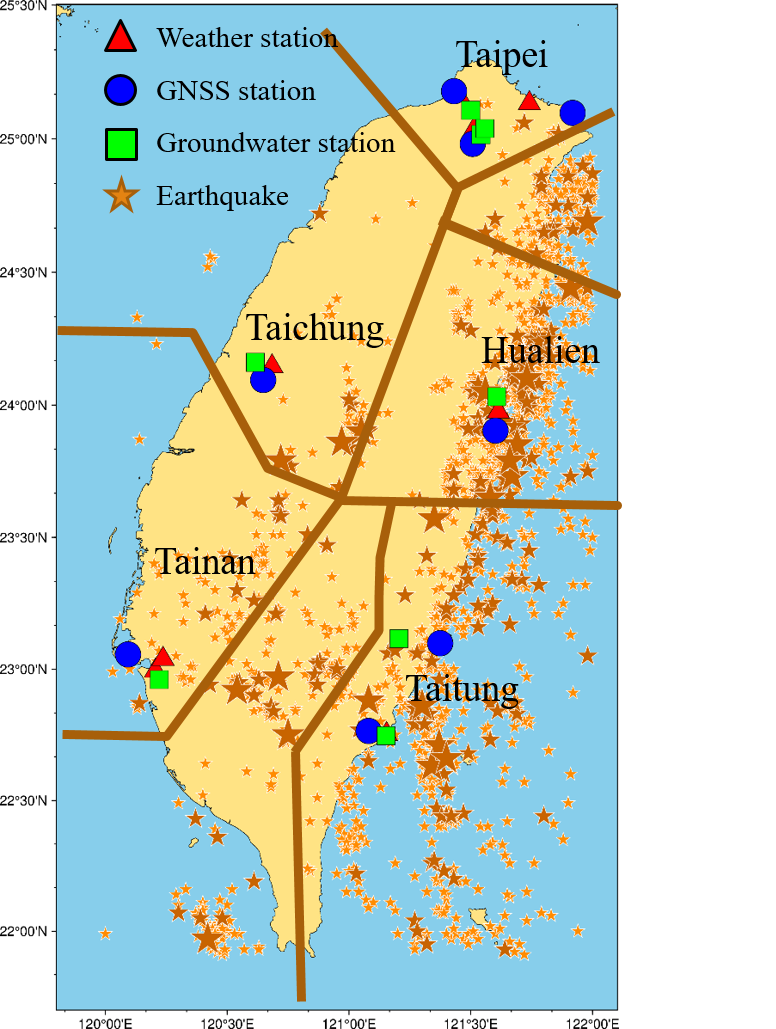 25°30'N
Weather station
Taipei
GNSS station
25°00'N
Groundwater station
Earthquake
24°30'N
Taichung
Hualien
24°00'N
23°30'N
Tainan
23°00'N
Taitung
22°30'N
22°00'N
120°00'E 120°30'E 121°00'E 121°30'E 122°00'E